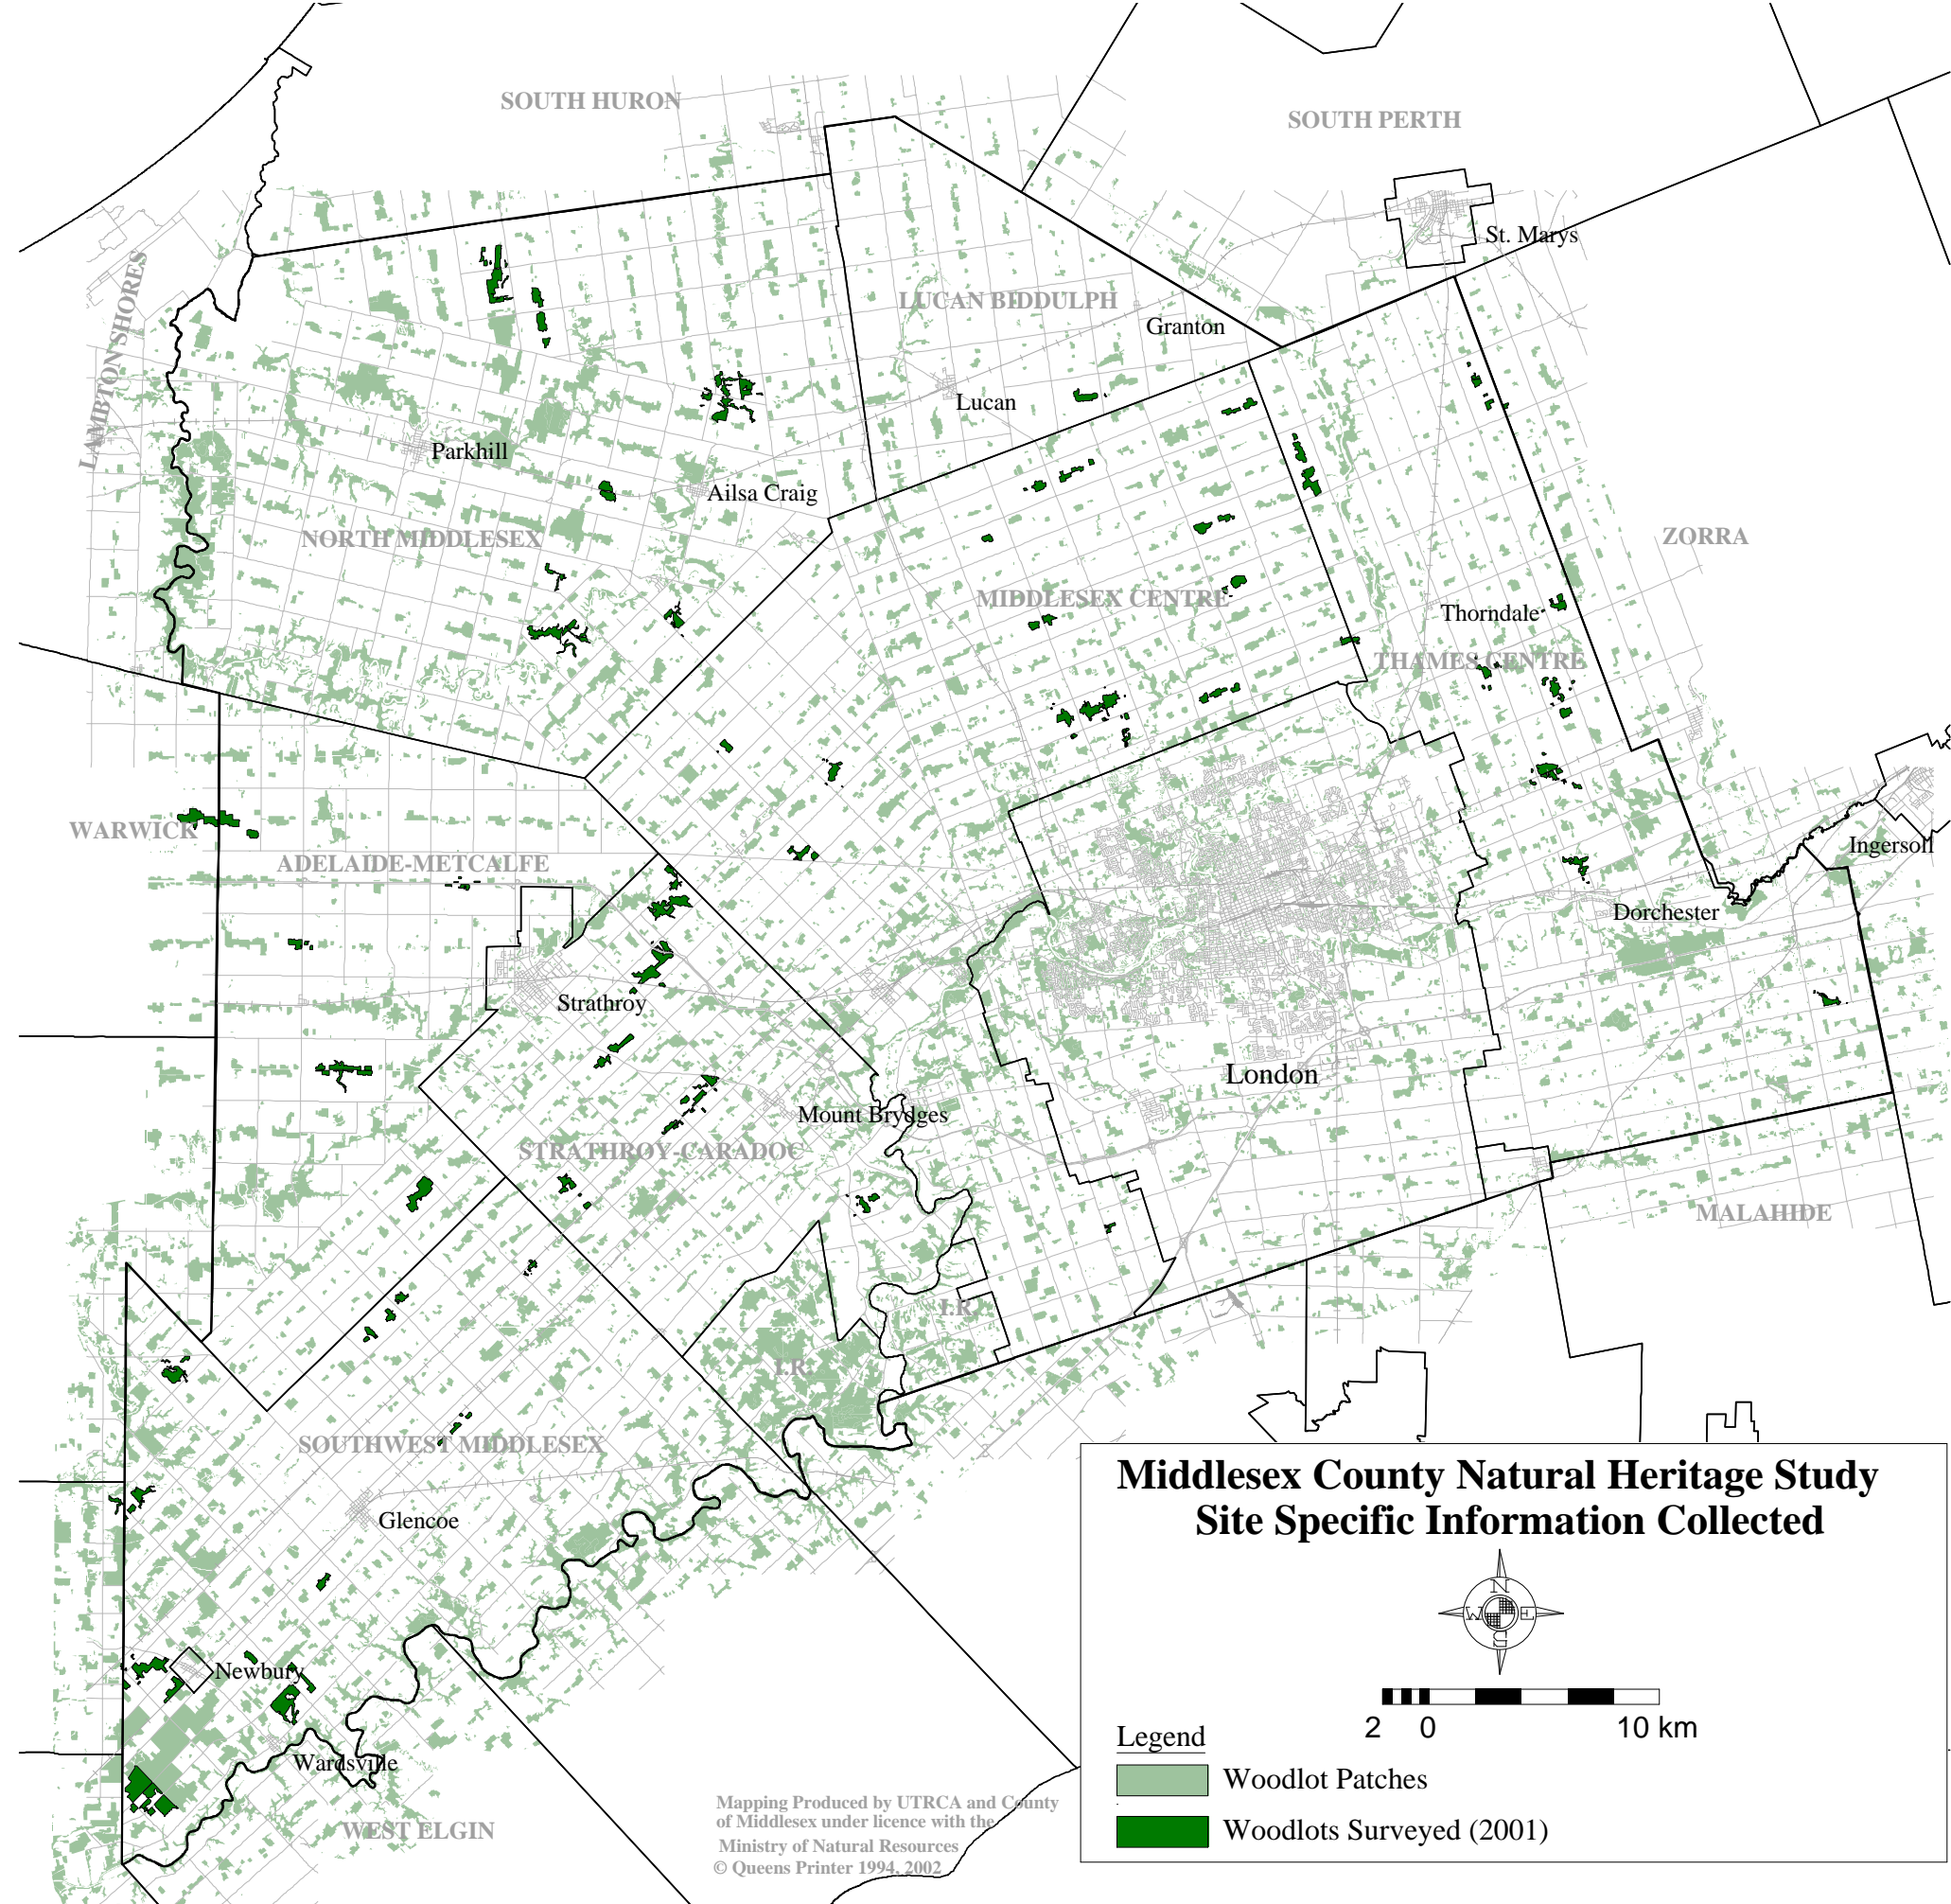 SOUTH HURON
SOUTH PERTH
St. Marys
LAMBTON SHORES
LUCAN BIDDULPH
Granton
Lucan
Parkhill
Ailsa Craig
NORTH MIDDLESEX
ZORRA
MIDDLESEX CENTRE
Thorndale
THAMES CENTRE
WARWICK
ADELAIDE-METCALFE
Ingersoll
Dorchester
Strathroy
London
Mount Brydges
STRATHROY-CARADOC
MALAHIDE
I.R.
I.R.
SOUTHWEST MIDDLESEX
Glencoe
Newbury
Wardsville
WEST ELGIN
Mapping Produced by UTRCA and County
of Middlesex under licence with the
Ministry of Natural Resources
© Queens Printer 1994, 2002
Middlesex County Natural Heritage Study
Site Specific Information Collected
N
W E
S
2 0 10 km
Legend
Woodlot Patches
Woodlots Surveyed (2001)